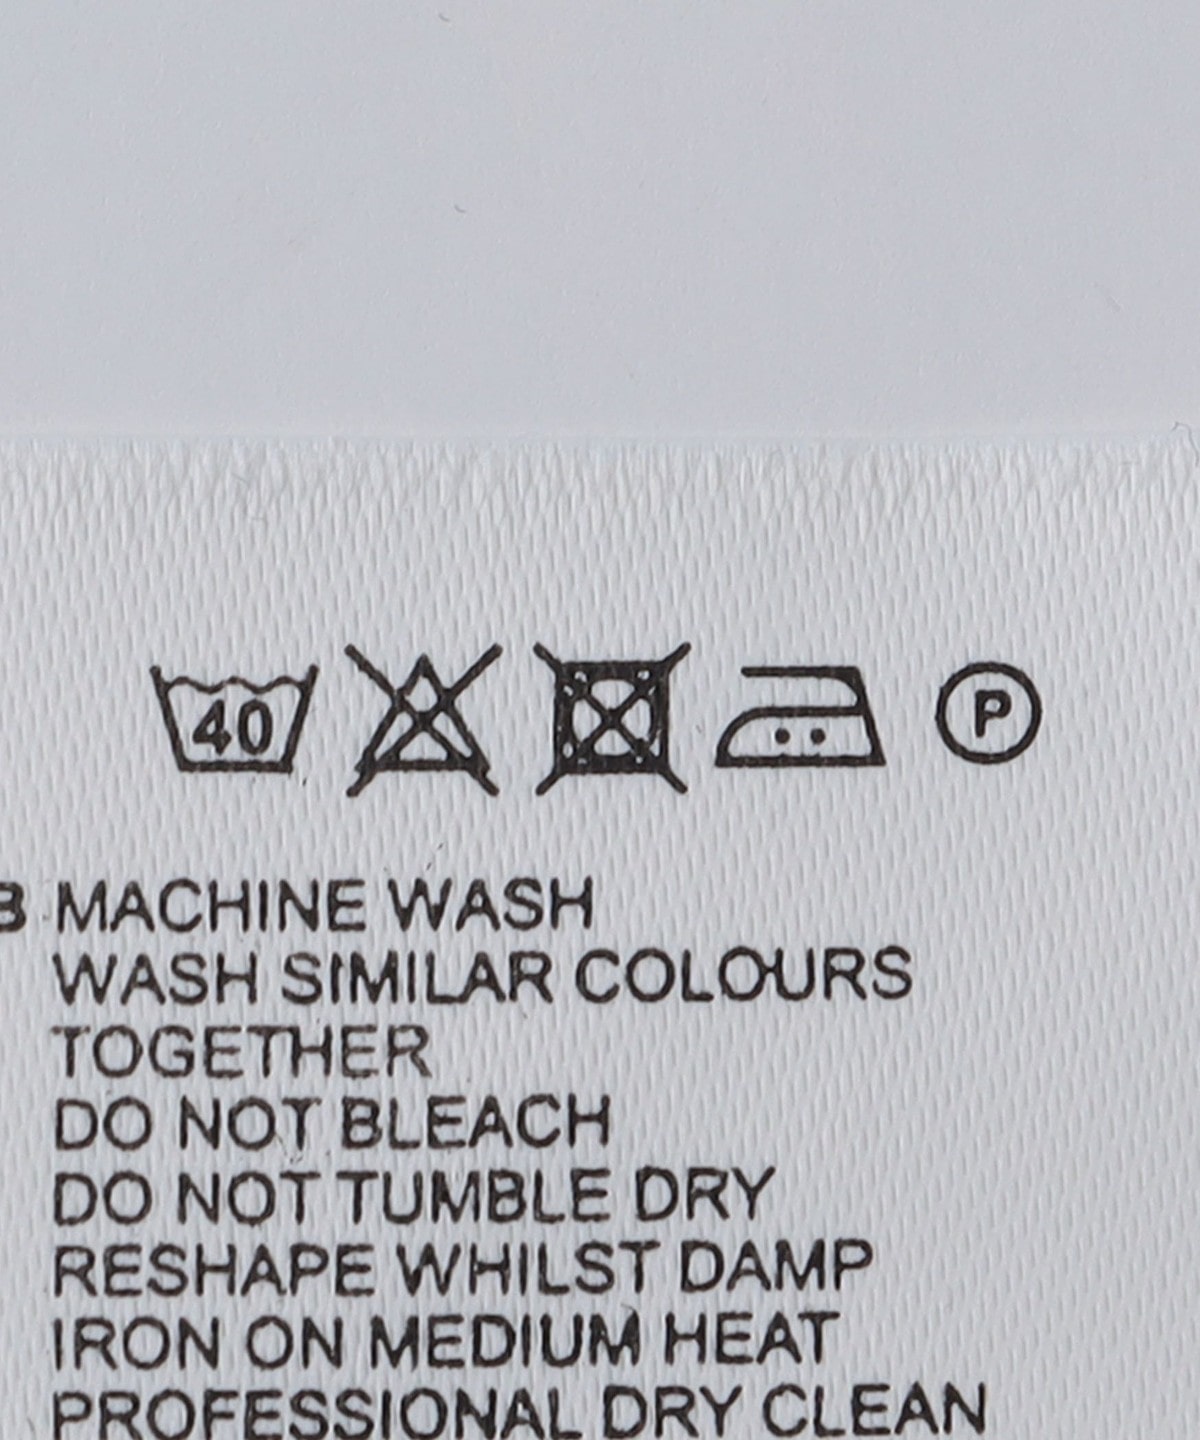 40 P
B MACHINE WASH
WASH SIMILAR COLOURS
TOGETHER
DO NOT BLEACH
DO NOT TUMBLE DRY
RESHAPE WHILST DAMP
IRON ON MEDIUM HEAT
PROFESSIONAL DRY CLEAN